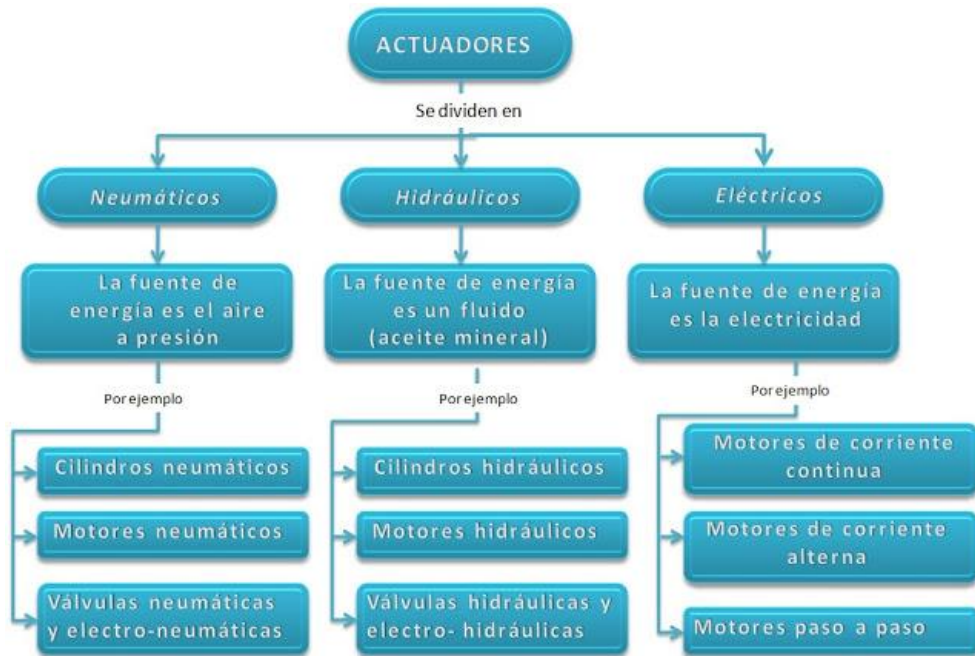 ACTUADORES
Se dividen en
Neumáticos
Hidráulicos
Eléctricos
La fuente de
energía es el aire
a presión
La fuente de energía
es un fluido
(aceite mineral)
La fuente de energía
es la electricidad
Por ejemplo
Por ejemplo
Por ejemplo
Cilindros neumáticos
Motores neumáticos
Válvulas neumáticas
y electro-neumáticas
Cilindros hidráulicos
Motores hidráulicos
Válvulas hidráulicas y
electro- hidráulicas
Motores de corriente
continua
Motores de corriente
alterna
Motores paso a paso